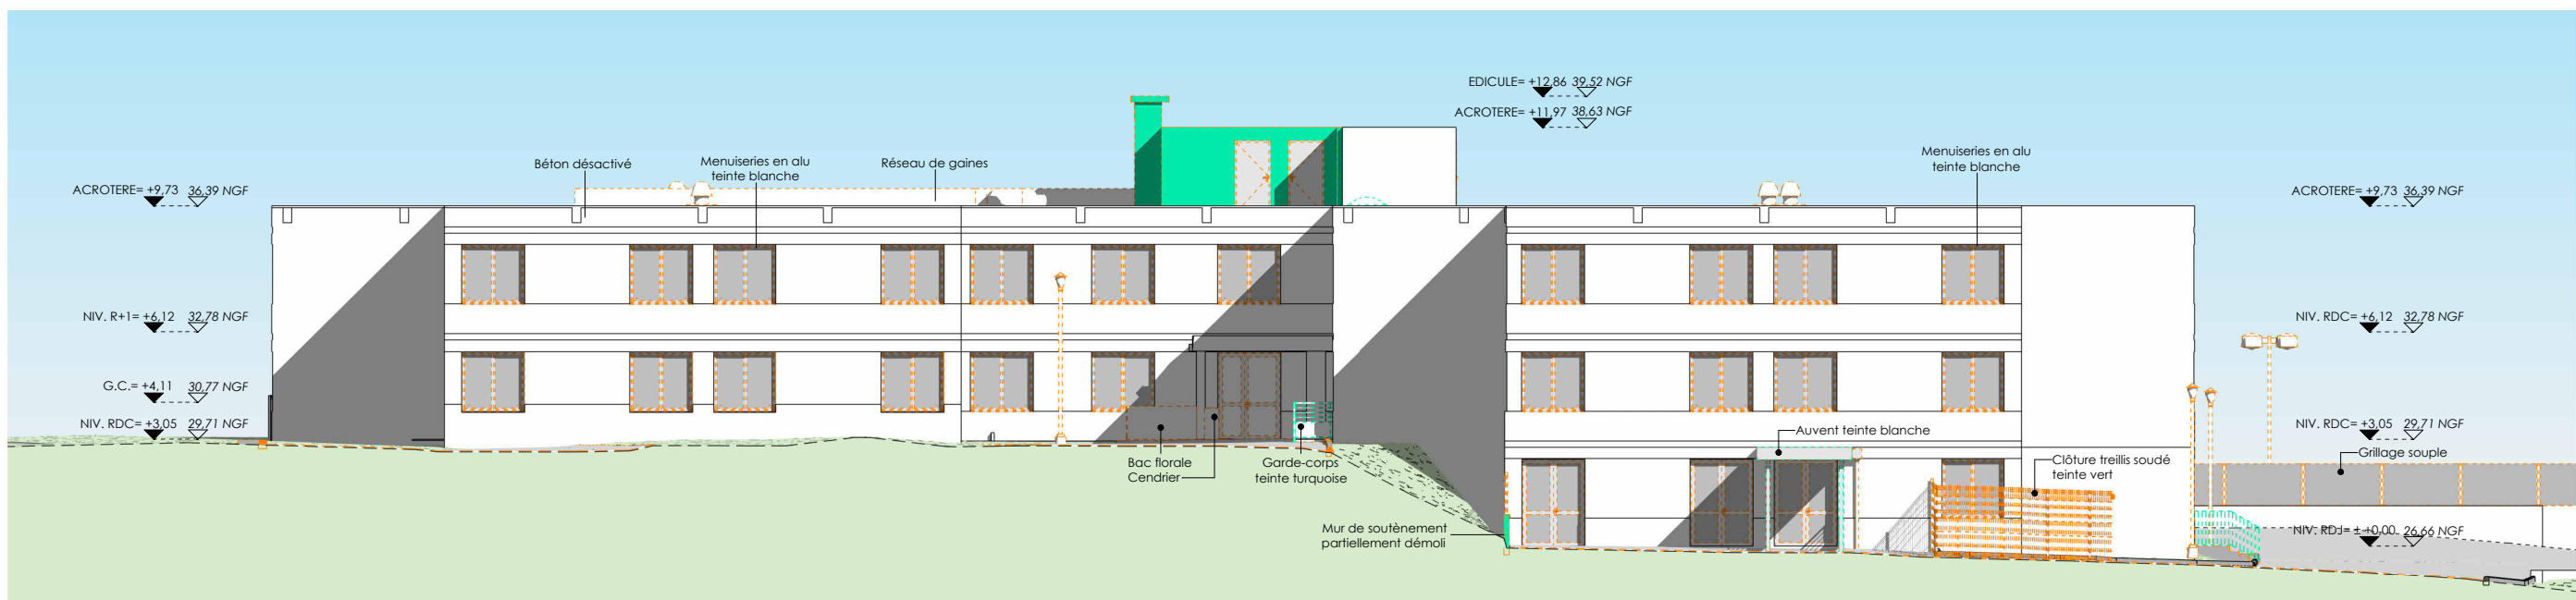 EDICULE= +12,86 39,52 NGF
ACROTERE= +11,97 38,63 NGF
Béton désactivé
Menuiseries en alu
teinte blanche
Réseau de gaines
Menuiseries en alu
teinte blanche
ACROTERE= +9,73 36,39 NGF
ACROTERE= +9,73 36,39 NGF
NIV. R+1= +6,12 32,78 NGF
NIV. RDC= +6,12 32,78 NGF
G.C.= +4,11 30,77 NGF
NIV. RDC= +3,05 29,71 NGF
NIV. RDC= +3,05 29,71 NGF
Auvent teinte blanche
Grillage souple
Bac florale
Cendrier
Garde-corps
teinte turquoise
Clôture treillis soudé
teinte vert
Mur de soutènement
partiellement démoli
NIV. RDJ= ± +0,00 26,66 NGF